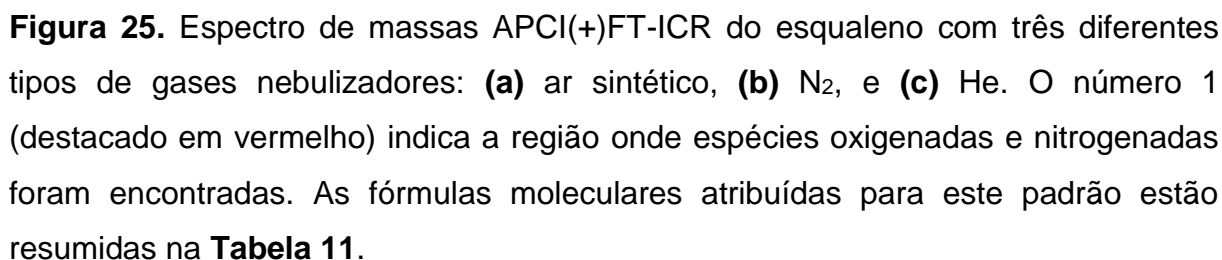 Figura 25. Espectro de massas APCI(+)FT-ICR do esqualeno com três diferentes
tipos de gases nebulizadores: (a) ar sintético, (b) N2, e (c) He. O número 1
(destacado em vermelho) indica a região onde espécies oxigenadas e nitrogenadas
foram encontradas. As fórmulas moleculares atribuídas para este padrão estão
resumidas na Tabela 11.